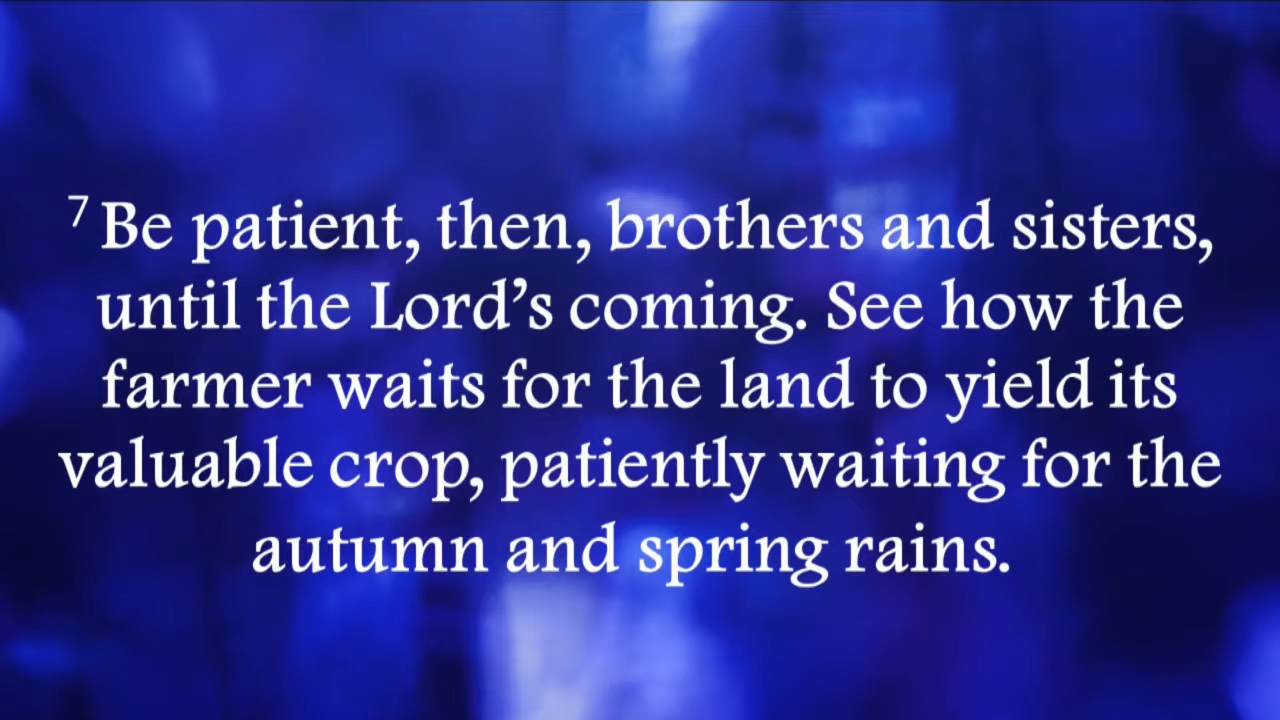 ⁷ Be patient, then, brothers and sisters,
until the Lord’s coming. See how the
farmer waits for the land to yield its
valuable crop, patiently waiting for the
autumn and spring rains.